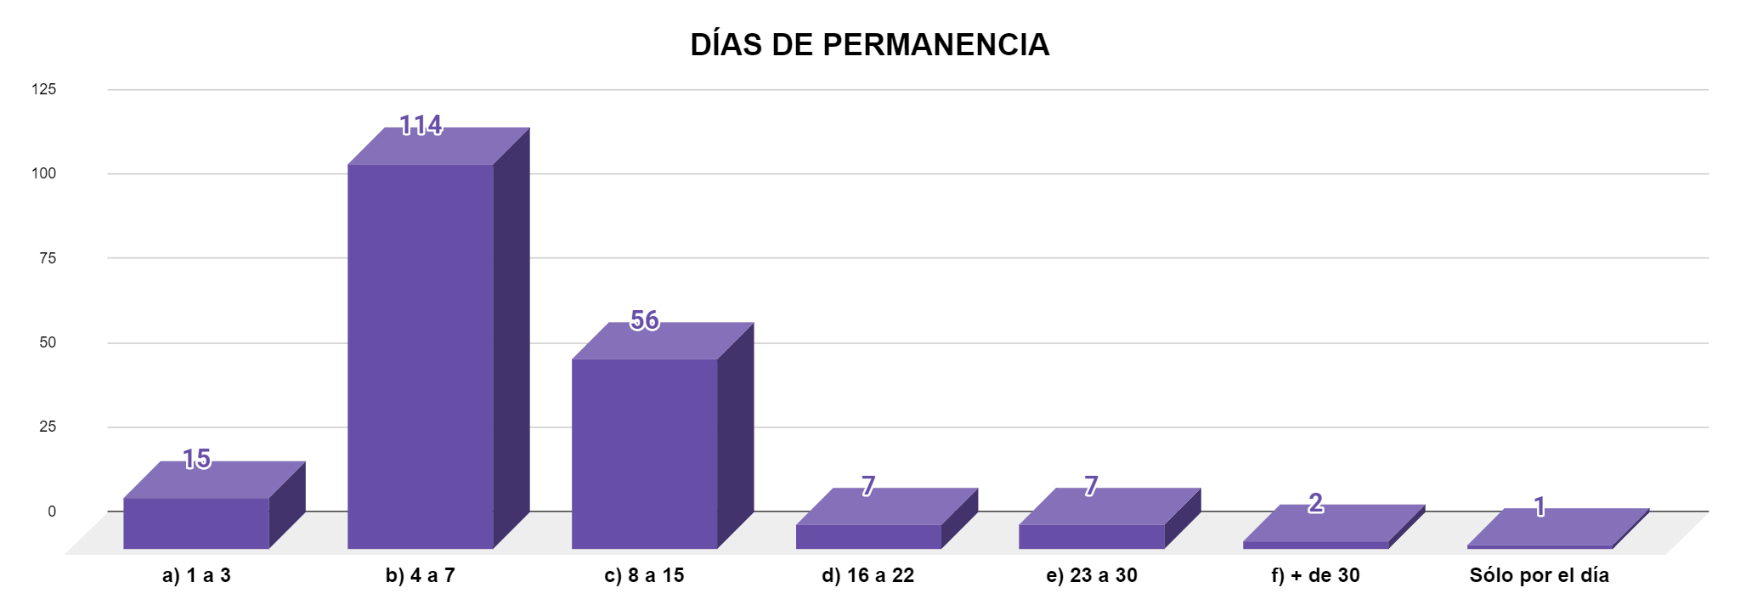 DÍAS DE PERMANENCIA
125
100
75
50
25
0
15
114
56
7
7
2
1
a) 1 a 3
b) 4 a 7
c) 8 a 15
d) 16 a 22
e) 23 a 30
f) + de 30
Sólo por el día